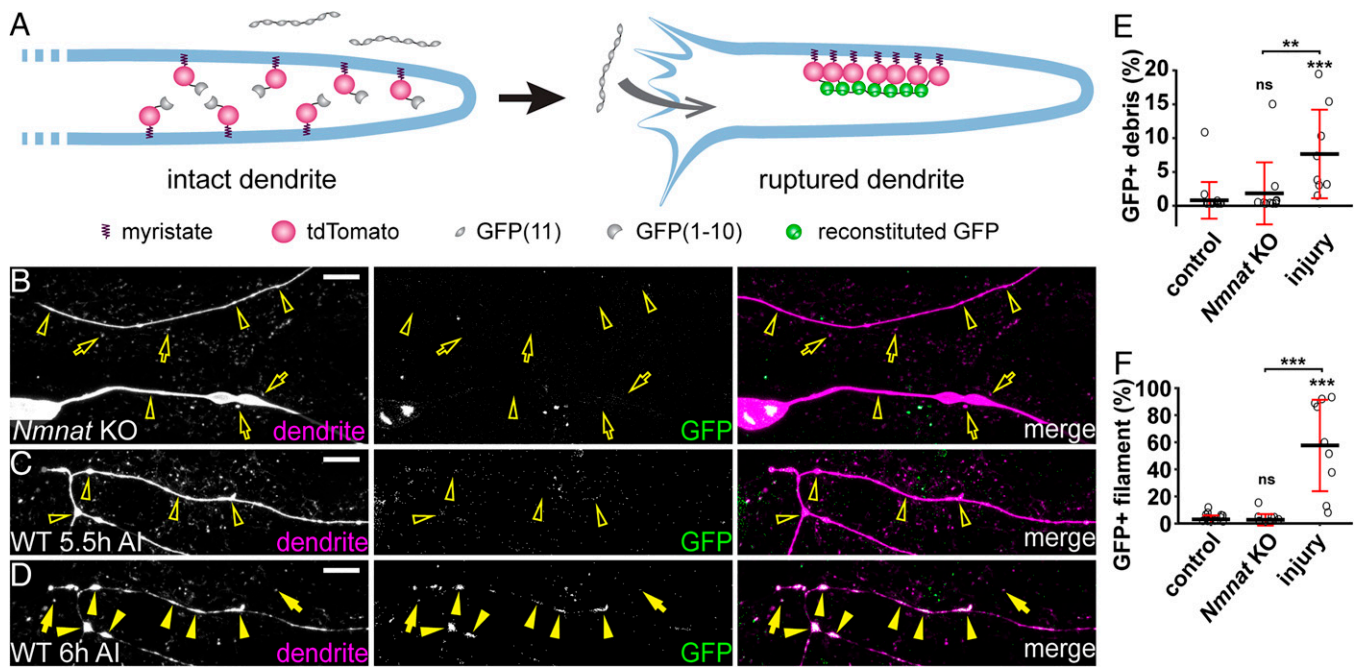 A
intact dendrite
ruptured dendrite
myristate
tdTomato
GFP(11)
GFP(1-10)
reconstituted GFP
B
Nmnat KO
dendrite
GFP
merge
C
WT 5.5h AI
dendrite
GFP
merge
D
WT 6h AI
dendrite
GFP
merge
E
GFP+ debris (%)
20
15
10
5
0
ns
**
***
control
Nmnat KO
injury
F
GFP+ filament (%)
100
80
60
40
20
0
ns
***
***
control
Nmnat KO
injury